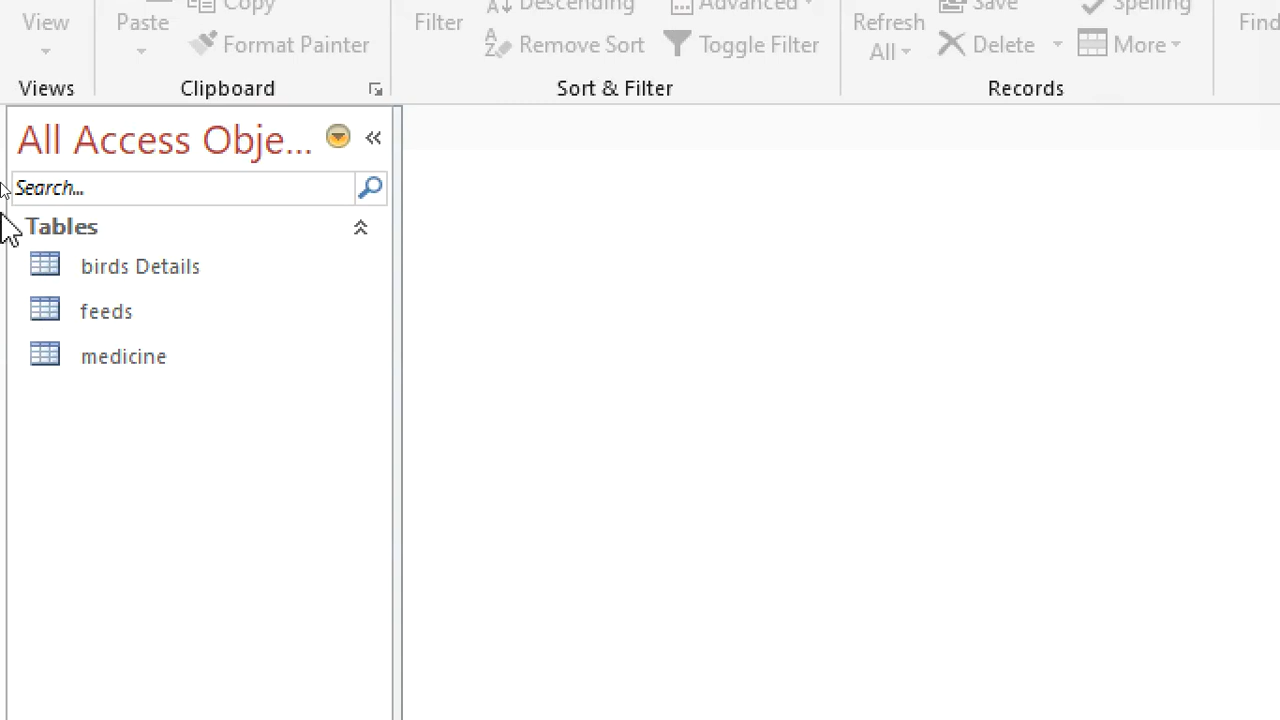 View
Paste
Copy
Format Painter
Filter
Descending
Remove Sort
Advanced
Toggle Filter
Refresh
All
Save
Delete
Spelling
More
Find
Views
Clipboard
Sort & Filter
Records
All Access Obje...
Search...
Tables
birds Details
feeds
medicine